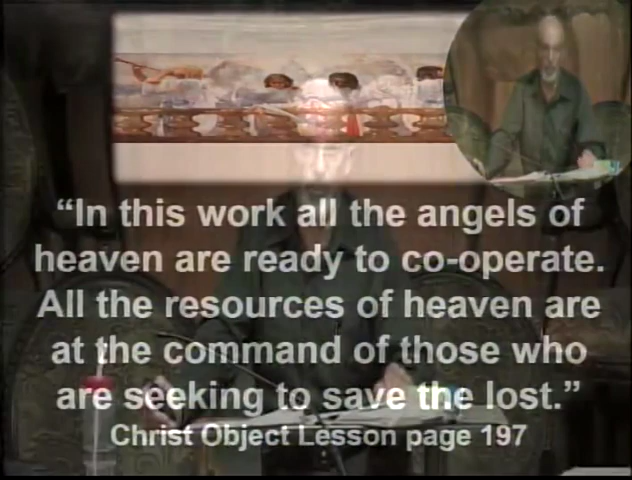 “In this work all the angels of
heaven are ready to co-operate.
All the resources of heaven are
at the command of those who
are seeking to save the lost.”
Christ Object Lesson page 197